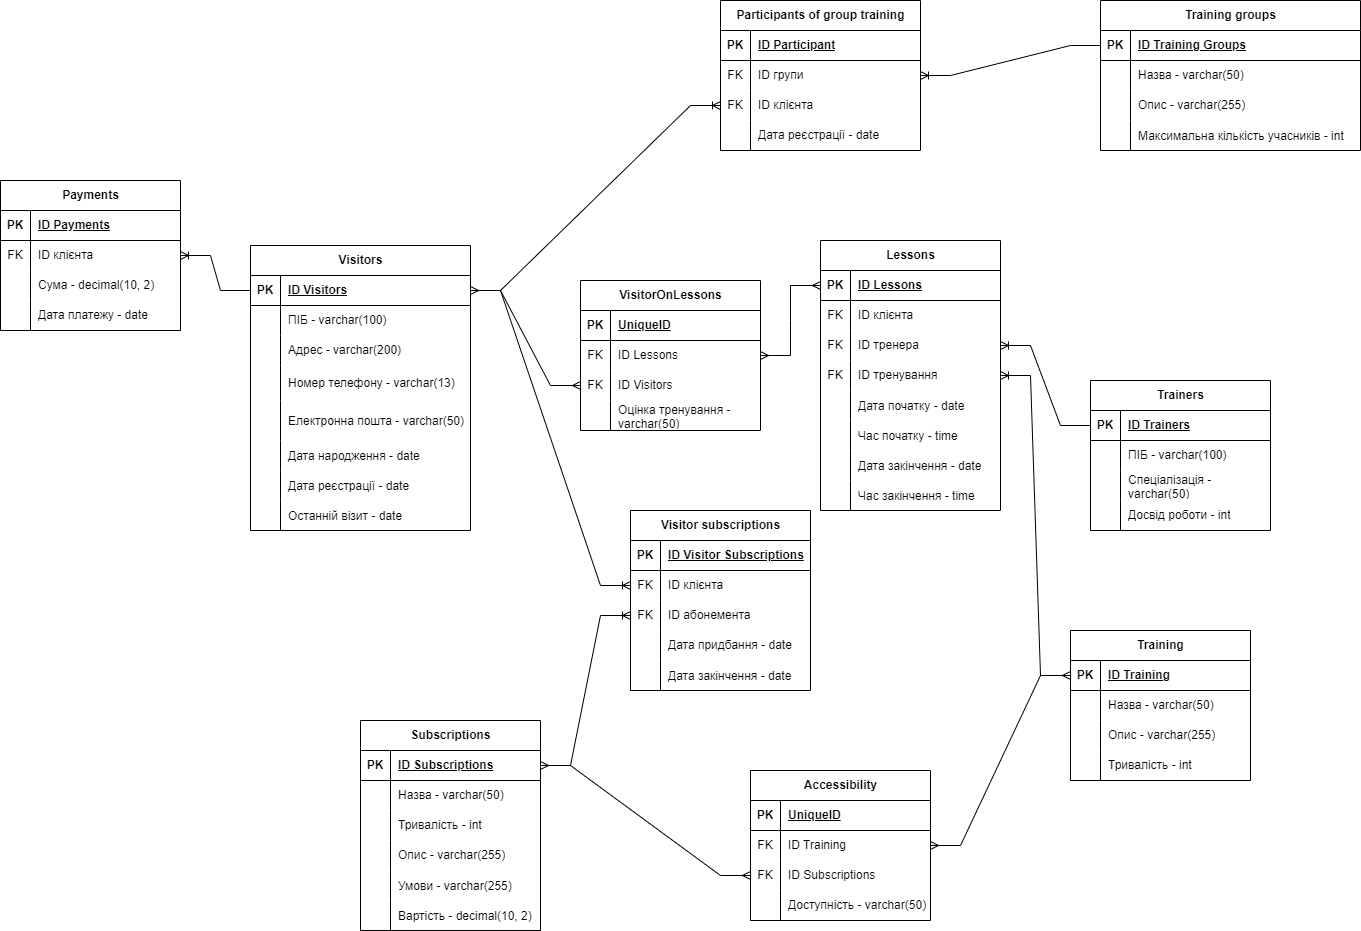 Participants of group training
PK ID Participant
FK ID групи
FK ID клієнта
Дата реєстрації - date
Training groups
PK ID Training Groups
Назва - varchar(50)
Опис - varchar(255)
Максимальна кількість учасників - int
Payments
PK ID Payments
FK ID клієнта
Сума - decimal(10, 2)
Дата платежу - date
Visitors
PK ID Visitors
ПІБ - varchar(100)
Адрес - varchar(200)
Номер телефону - varchar(13)
Електронна пошта - varchar(50)
Дата народження - date
Дата реєстрації - date
Останній візит - date
VisitorOnLessons
PK UniqueID
FK ID Lessons
FK ID Visitors
Оцінка тренування -
varchar(50)
Lessons
PK ID Lessons
FK ID клієнта
FK ID тренера
FK ID тренування
Дата початку - date
Час початку - time
Дата закінчення - date
Час закінчення - time
Trainers
PK ID Trainers
ПІБ - varchar(100)
Спеціалізація -
varchar(50)
Досвід роботи - int
Visitor subscriptions
PK ID Visitor Subscriptions
FK ID клієнта
FK ID абонемента
Дата придбання - date
Дата закінчення - date
Training
PK ID Training
Назва - varchar(50)
Опис - varchar(255)
Тривалість - int
Subscriptions
PK ID Subscriptions
Назва - varchar(50)
Тривалість - int
Опис - varchar(255)
Умови - varchar(255)
Вартість - decimal(10, 2)
Accessibility
PK UniqueID
FK ID Training
FK ID Subscriptions
Доступність - varchar(50)